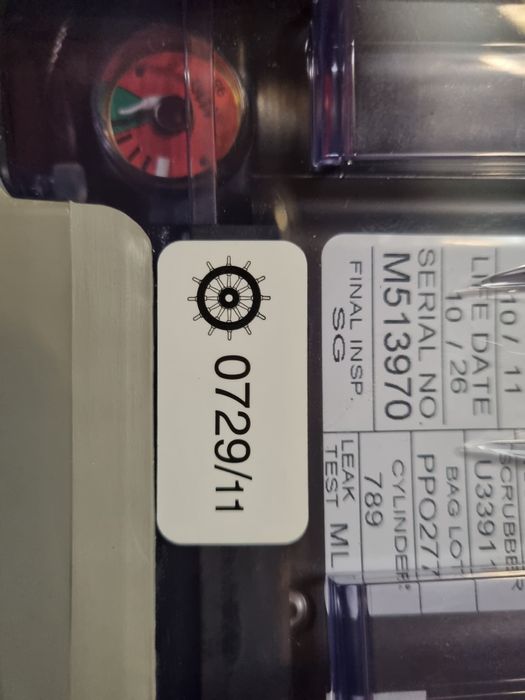 10 / 11
LIFE DATE
10 / 26
SERIAL NO.
M513970
FINAL INSP.
SG
SCRUBBER
U3391
BAG LOT
PPO277
CYLINDER
789
LEAK
TEST ML
0729/11